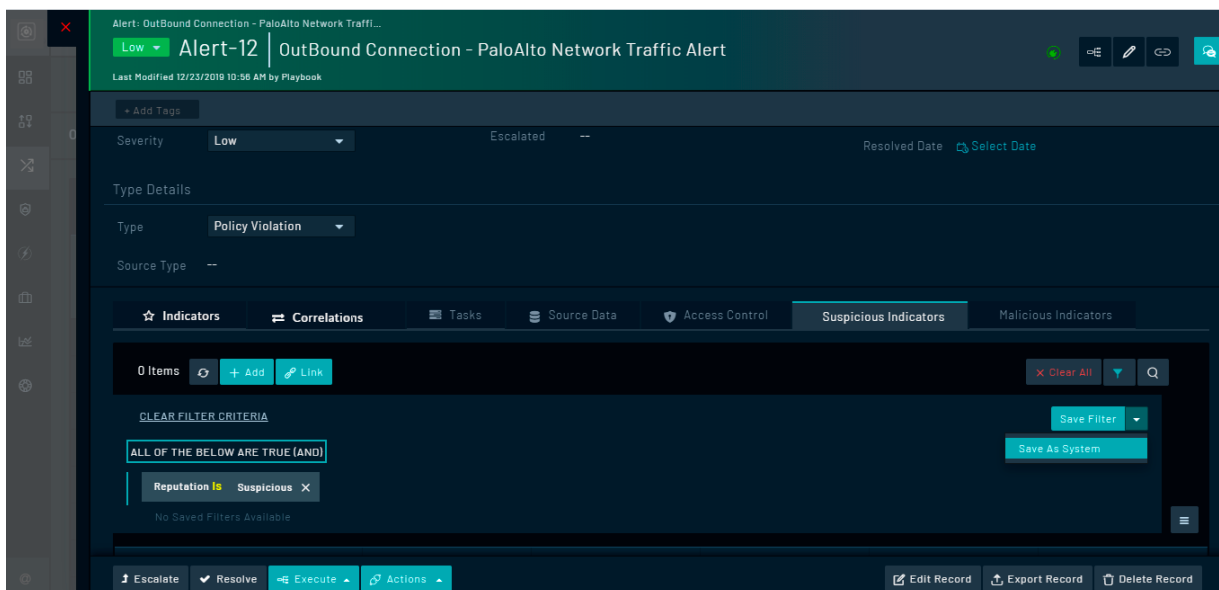 Alert: OutBound Connection - PaloAlto Network Traffi...
Low Alert-12 OutBound Connection - PaloAlto Network Traffic Alert
Last Modified 12/23/2019 10:56 AM by Playbook
+ Add Tags
Severity Low Escalated -- Resolved Date Select Date
Type Details
Type Policy Violation
Source Type --
Indicators Correlations Tasks Source Data Access Control Suspicious Indicators Malicious Indicators
0 Items + Add Link × Clear All
CLEAR FILTER CRITERIA Save Filter
ALL OF THE BELOW ARE TRUE (AND) Save As System
Reputation Is Suspicious ×
No Saved Filters Available
Escalate Resolve Execute Actions Edit Record Export Record Delete Record